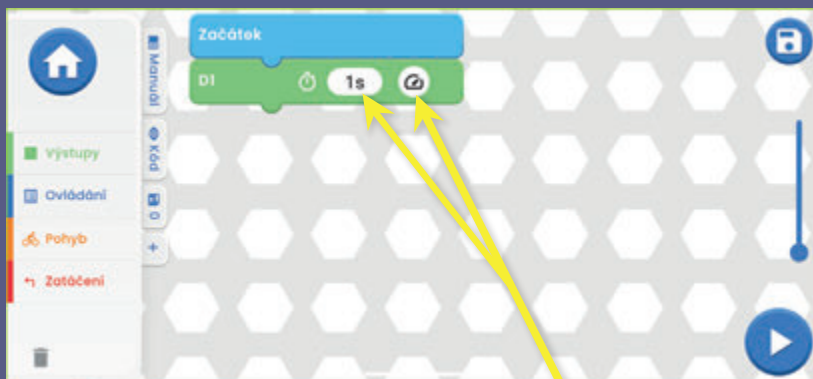 Začátek
D1 1s
Manuál
Kód
0
+
Výstupy
Ovládání
Pohyb
Zatáčení